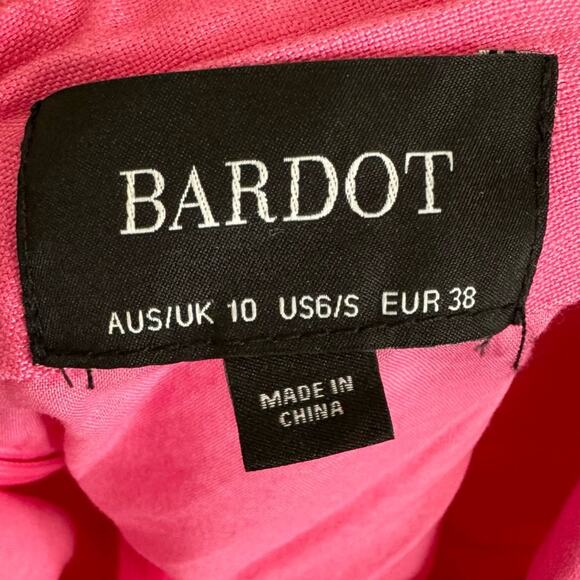 BARDOT
AUS/UK 10 US6/S EUR 38
MADE IN
CHINA